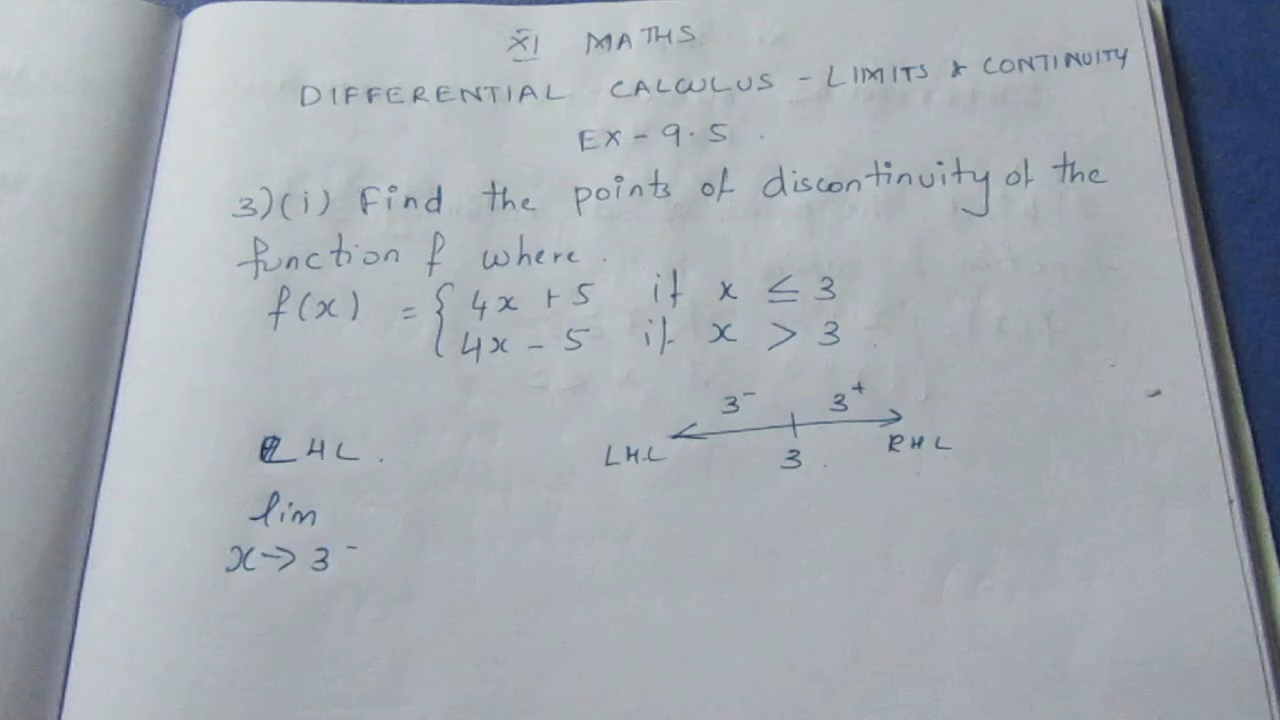 XI MATHS
DIFFERENTIAL CALCULUS - LIMITS & CONTINUITY
EX - 9.5.
3)(i) Find the points of discontinuity of the
function f where.
f(x) = { 4x + 5 if x ≤ 3
4x - 5 if x > 3
3⁻ 3⁺
LHL 3 RHL
LHL.
lim
x → 3⁻